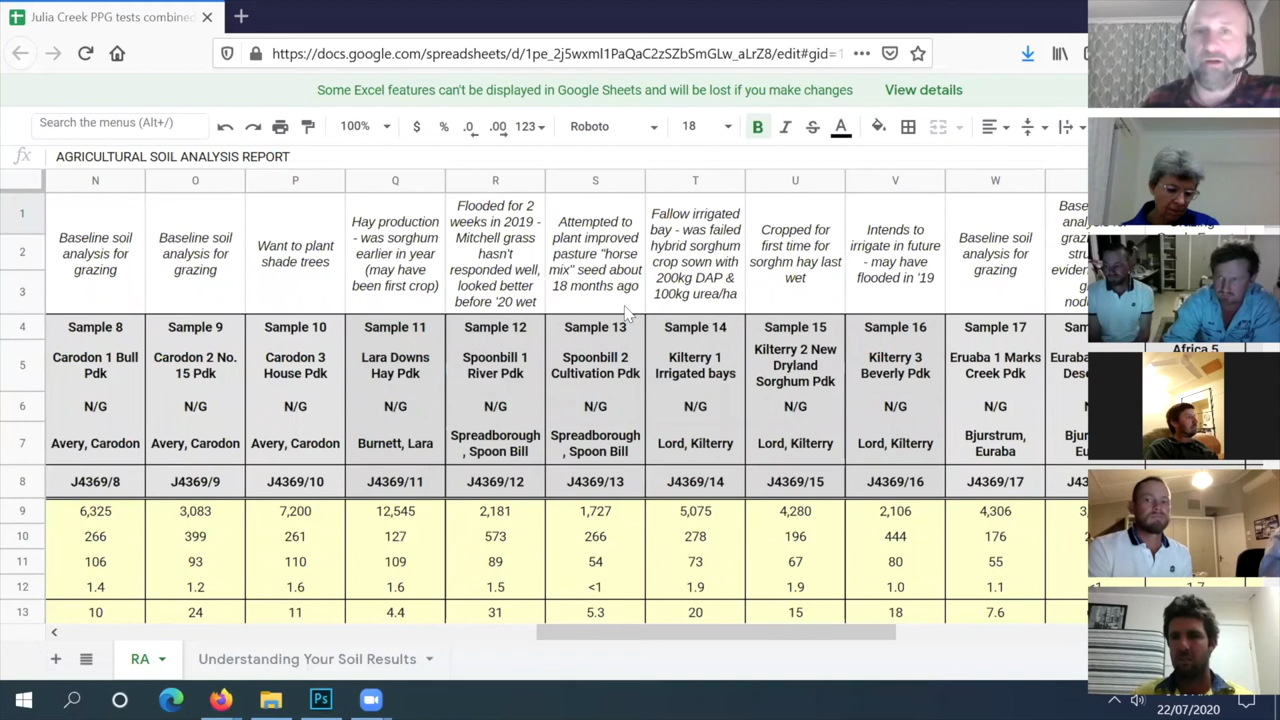 Julia Creek PPG tests combined
https://docs.google.com/spreadsheets/d/1pe_2j5wxml1PaQaC2zSZbSmGLw_aLrZ8/edit#gid=1
Some Excel features can't be displayed in Google Sheets and will be lost if you make changes View details
Search the menus (Alt+/) 100% $ % .0 .00 123 Roboto 18 B I S A
fx AGRICULTURAL SOIL ANALYSIS REPORT
N O P Q R S T U V W
1
2
3
Baseline soil
analysis for
grazing
Baseline soil
analysis for
grazing
Want to plant
shade trees
Hay production
- was sorghum
earlier in year
(may have
been first crop)
Flooded for 2
weeks in 2019 -
Mitchell grass
hasn't
responded well,
looked better
before '20 wet
Attempted to
plant improved
pasture "horse
mix" seed about
18 months ago
Fallow irrigated
bay - was failed
hybrid sorghum
crop sown with
200kg DAP &
100kg urea/ha
Cropped for
first time for
sorghm hay last
wet
Intends to
irrigate in future
- may have
flooded in '19
Baseline soil
analysis for
grazing
4 Sample 8 Sample 9 Sample 10 Sample 11 Sample 12 Sample 13 Sample 14 Sample 15 Sample 16 Sample 17
5
Carodon 1 Bull
Pdk
Carodon 2 No.
15 Pdk
Carodon 3
House Pdk
Lara Downs
Hay Pdk
Spoonbill 1
River Pdk
Spoonbill 2
Cultivation Pdk
Kilterry 1
Irrigated bays
Kilterry 2 New
Dryland
Sorghum Pdk
Kilterry 3
Beverly Pdk
Eruaba 1 Marks
Creek Pdk
Africa 5
6 N/G N/G N/G N/G N/G N/G N/G N/G N/G N/G
7 Avery, Carodon Avery, Carodon Avery, Carodon Burnett, Lara
Spreadborough
, Spoon Bill
Spreadborough
, Spoon Bill
Lord, Kilterry Lord, Kilterry Lord, Kilterry
Bjurstrum,
Euraba
8 J4369/8 J4369/9 J4369/10 J4369/11 J4369/12 J4369/13 J4369/14 J4369/15 J4369/16 J4369/17
9 6,325 3,083 7,200 12,545 2,181 1,727 5,075 4,280 2,106 4,306
10 266 399 261 127 573 266 278 196 444 176
11 106 93 110 109 89 54 73 67 80 55
12 1.4 1.2 1.6 1.6 1.5 <1 1.9 1.9 1.0 1.1
13 10 24 11 4.4 31 5.3 20 15 18 7.6
RA Understanding Your Soil Results
Ps
22/07/2020